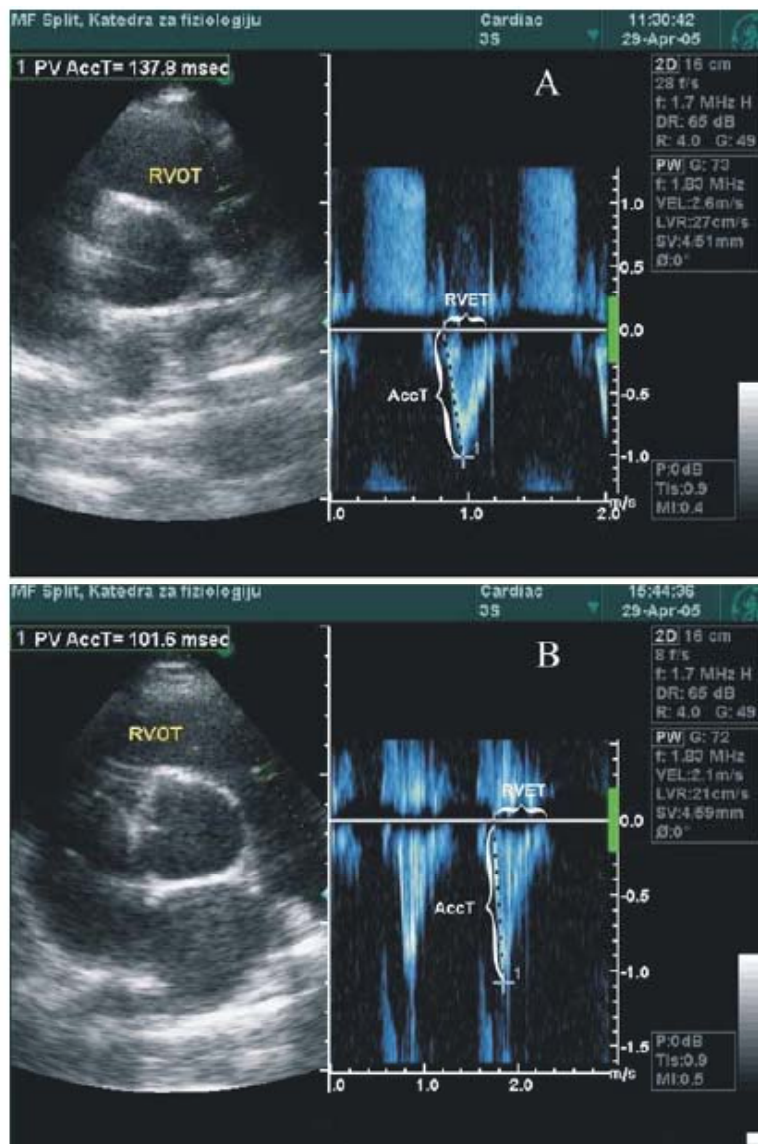 MF Split, Katedra za fiziologiju Cardiac 11:30:42
3S 29-Apr-05
1 PV AccT= 137.8 msec
A
2D 16 cm
28 f/s
f: 1.7 MHz H
DR: 65 dB
R: 4.0 G: 49
RVOT
PW G: 73
f: 1.83 MHz
VEL:2.6m/s
LVR:27cm/s
SV:4.51mm
Ø:0°
1.0
0.5
RVET
0.0
AccT
-0.5
1
-1.0
P:0dB
TIs:0.9
MI:0.4
m/s
.0 1.0 2.0
MF Split, Katedra za fiziologiju Cardiac 15:44:36
3S 29-Apr-05
1 PV AccT= 101.6 msec
B
2D 16 cm
8 f/s
f: 1.7 MHz H
DR: 65 dB
R: 4.0 G: 49
RVOT
PW G: 72
f: 1.83 MHz
VEL:2.1m/s
LVR:21cm/s
SV:4.59mm
Ø:0°
RVET
0.0
-0.5
AccT
1
-1.0
-1.5
P:0dB
TIs:0.9
MI:0.5
m/s
.0 1.0 2.0